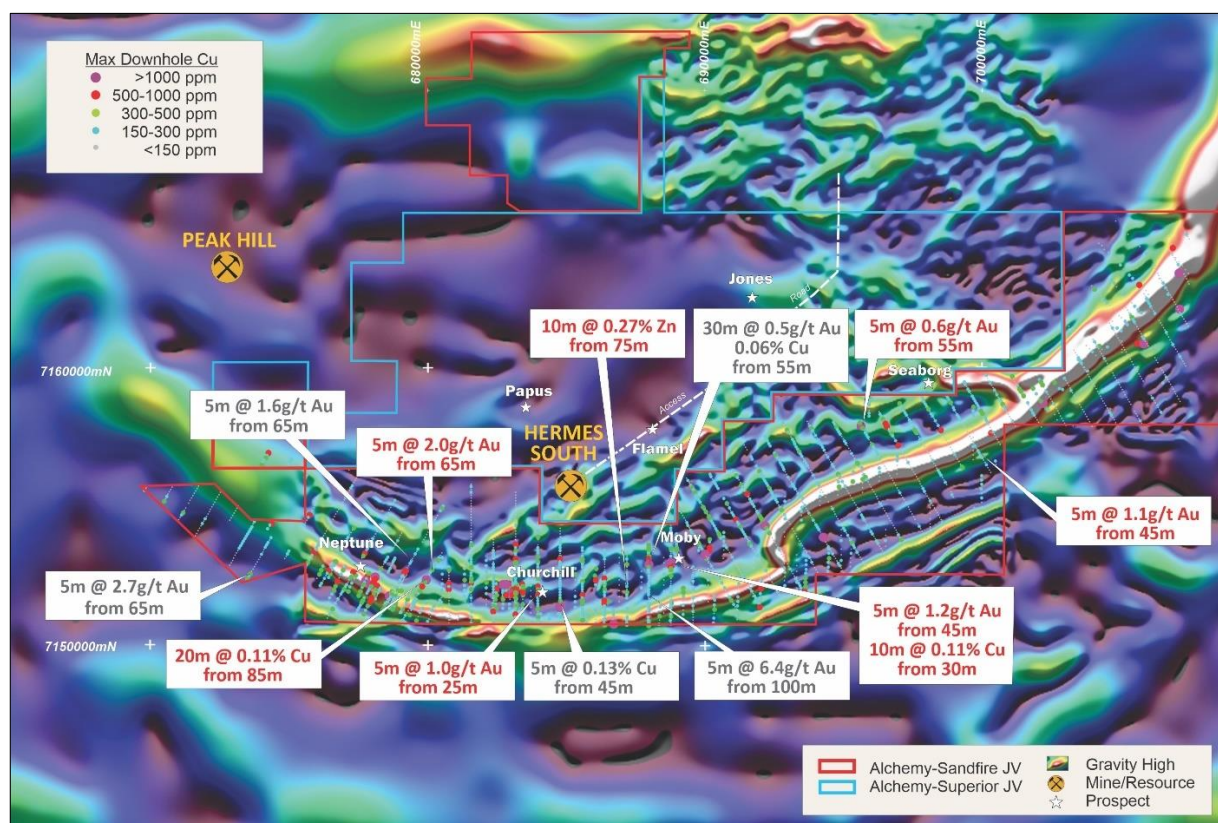 Max Downhole Cu
>1000 ppm
500-1000 ppm
300-500 ppm
150-300 ppm
<150 ppm
680000mE
690000mE
700000mE
PEAK HILL
Jones
Road
10m @ 0.27% Zn
from 75m
30m @ 0.5g/t Au
0.06% Cu
from 55m
5m @ 0.6g/t Au
from 55m
7160000mN
Seaborg
Papus
Access
5m @ 1.6g/t Au
from 65m
5m @ 2.0g/t Au
from 65m
HERMES
SOUTH
Flamel
5m @ 1.1g/t Au
from 45m
Neptune
Moby
Churchill
5m @ 2.7g/t Au
from 65m
5m @ 1.2g/t Au
from 45m
10m @ 0.11% Cu
from 30m
7150000mN
20m @ 0.11% Cu
from 85m
5m @ 1.0g/t Au
from 25m
5m @ 0.13% Cu
from 45m
5m @ 6.4g/t Au
from 100m
Alchemy-Sandfire JV
Alchemy-Superior JV
Gravity High
Mine/Resource
Prospect